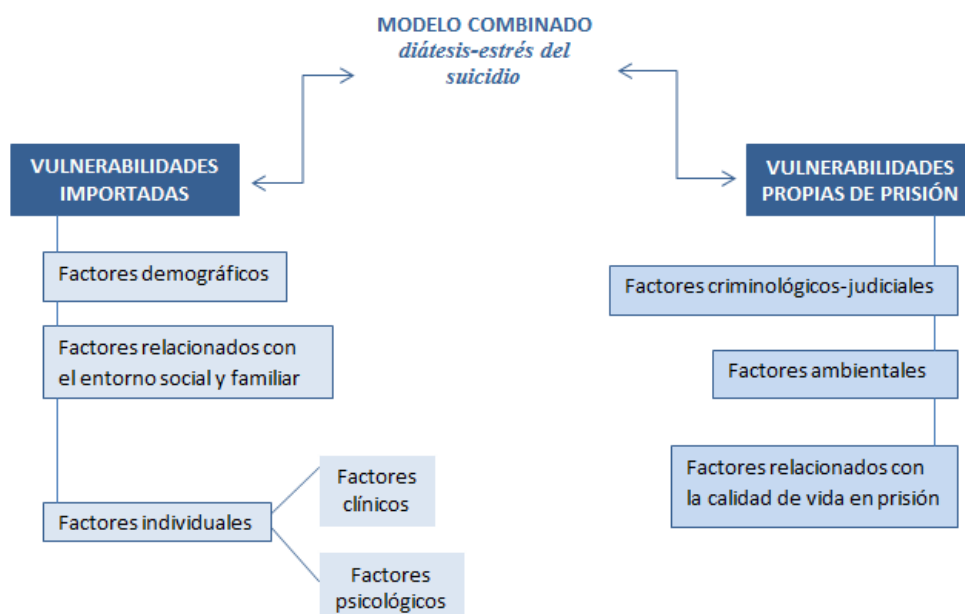 MODELO COMBINADO
diátesis-estrés del
suicidio
VULNERABILIDADES
IMPORTADAS
Factores demográficos
Factores relacionados con
el entorno social y familiar
Factores individuales
Factores
clínicos
Factores
psicológicos
VULNERABILIDADES
PROPIAS DE PRISIÓN
Factores criminológicos-judiciales
Factores ambientales
Factores relacionados con
la calidad de vida en prisión